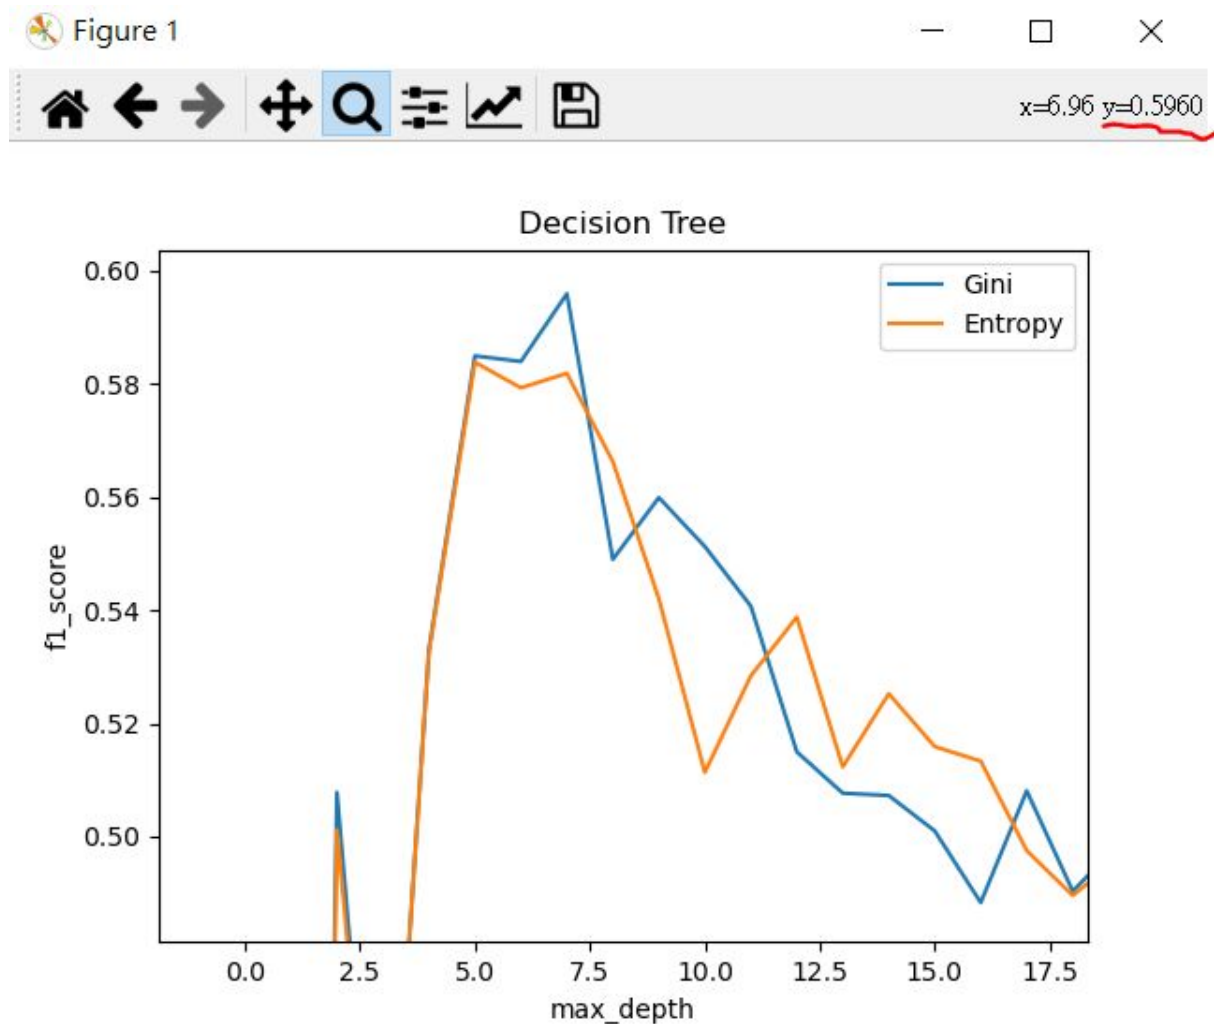 Figure 1
x=6.96 y=0.5960
Decision Tree
Gini
Entropy
0.60
0.58
0.56
0.54
0.52
0.50
f1_score
0.0 2.5 5.0 7.5 10.0 12.5 15.0 17.5
max_depth